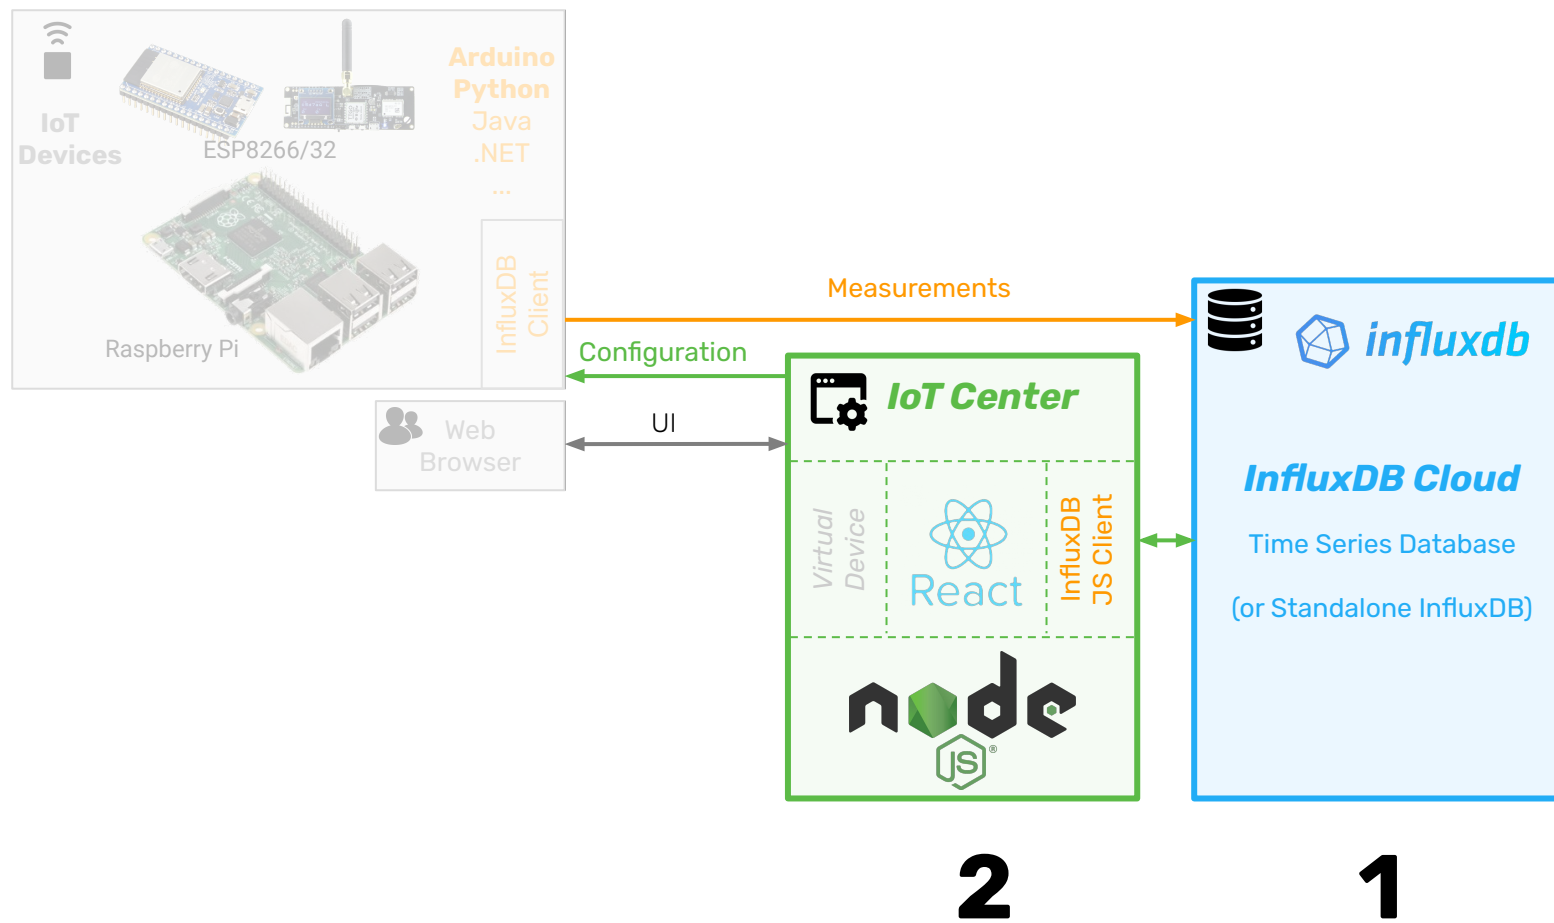 IoT
Devices
ESP8266/32
Raspberry Pi
Arduino
Python
Java
.NET
...
InfluxDB
Client
Web
Browser
Measurements
Configuration
UI
IoT Center
Virtual
Device
React
InfluxDB
JS Client
node
JS®
influxdb
InfluxDB Cloud
Time Series Database
(or Standalone InfluxDB)
2
1